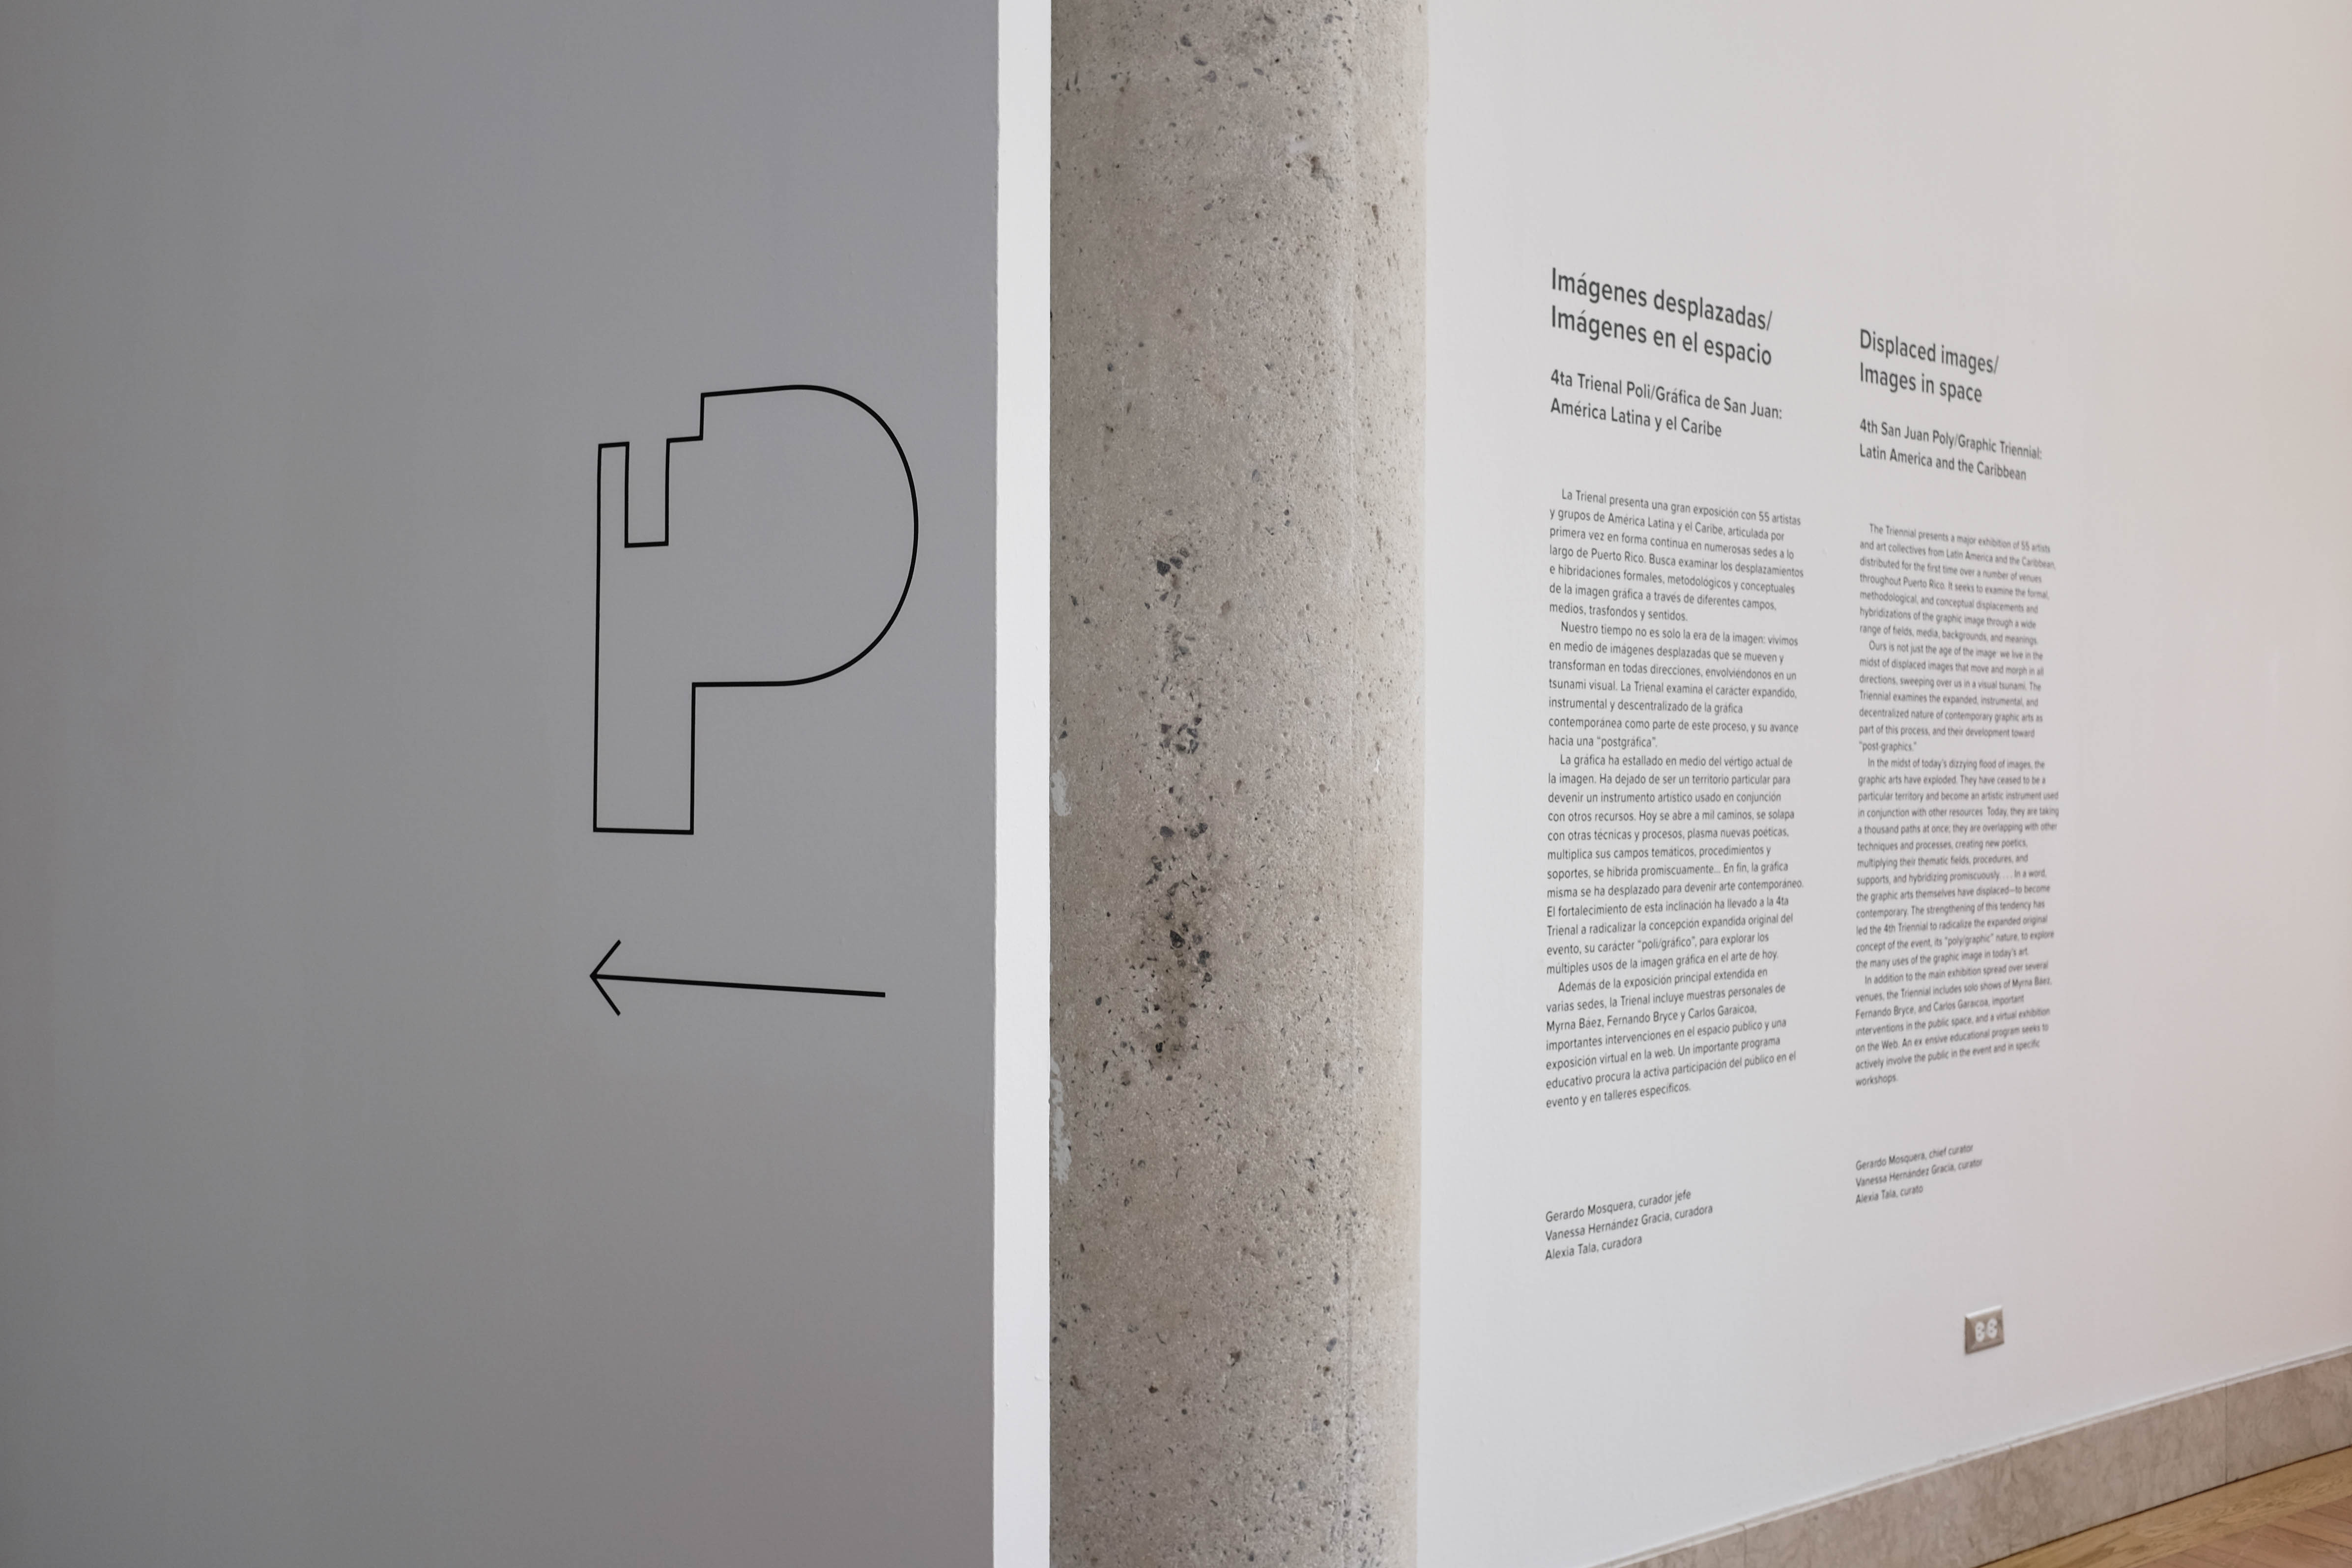 P
Imágenes desplazadas/
Imágenes en el espacio
4ta Trienal Poli/Gráfica de San Juan:
América Latina y el Caribe
La Trienal presenta una gran exposición con 55 artistas
y grupos de América Latina y el Caribe, articulada por
primera vez en forma continua en numerosas sedes a lo
largo de Puerto Rico. Busca examinar los desplazamientos
e hibridaciones formales, metodológicos y conceptuales
de la imagen gráfica a través de diferentes campos,
medios, trasfondos y sentidos.
Nuestro tiempo no es solo la era de la imagen: vivimos
en medio de imágenes desplazadas que se mueven y
transforman en todas direcciones, envolviéndonos en un
tsunami visual. La Trienal examina el carácter expandido,
instrumental y descentralizado de la gráfica
contemporánea como parte de este proceso, y su avance
hacia una "postgráfica".
La gráfica ha estallado en medio del vértigo actual de
la imagen. Ha dejado de ser un territorio particular para
devenir un instrumento artístico usado en conjunción
con otros recursos. Hoy se abre a mil caminos, se solapa
con otras técnicas y procesos, plasma nuevas poéticas,
multiplica sus campos temáticos, procedimientos y
soportes, se hibrida promiscuamente... En fin, la gráfica
misma se ha desplazado para devenir arte contemporáneo.
El fortalecimiento de esta inclinación ha llevado a la 4ta
Trienal a radicalizar la concepción expandida original del
evento, su carácter "poli/gráfico", para explorar los
múltiples usos de la imagen gráfica en el arte de hoy.
Además de la exposición principal extendida en
varias sedes, la Trienal incluye muestras personales de
Myrna Báez, Fernando Bryce y Carlos Garaicoa,
importantes intervenciones en el espacio público y una
exposición virtual en la web. Un importante programa
educativo procura la activa participación del público en el
evento y en talleres específicos.
Gerardo Mosquera, curador jefe
Vanessa Hernández Gracia, curadora
Alexia Tala, curadora
Displaced images/
Images in space
4th San Juan Poly/Graphic Triennial:
Latin America and the Caribbean
The Triennial presents a major exhibition of 55 artists
and art collectives from Latin America and the Caribbean,
distributed for the first time over a number of venues
throughout Puerto Rico. It seeks to examine the formal,
methodological, and conceptual displacements and
hybridizations of the graphic image through a wide
range of fields, media, backgrounds, and meanings.
Ours is not just the age of the image: we live in the
midst of displaced images that move and morph in all
directions, sweeping over us in a visual tsunami. The
Triennial examines the expanded, instrumental, and
decentralized nature of contemporary graphic arts as
part of this process, and their development toward
"post-graphics."
In the midst of today's dizzying flood of images, the
graphic arts have exploded. They have ceased to be a
particular territory and become an artistic instrument used
in conjunction with other resources. Today, they are taking
a thousand paths at once; they are overlapping with other
techniques and processes, creating new poetics,
multiplying their thematic fields, procedures, and
supports, and hybridizing promiscuously. . . . In a word,
the graphic arts themselves have displaced—to become
contemporary. The strengthening of this tendency has
led the 4th Triennial to radicalize the expanded original
concept of the event, its "poly/graphic" nature, to explore
the many uses of the graphic image in today's art.
In addition to the main exhibition spread over several
venues, the Triennial includes solo shows of Myrna Báez,
Fernando Bryce, and Carlos Garaicoa, important
interventions in the public space, and a virtual exhibition
on the Web. An ex ensive educational program seeks to
actively involve the public in the event and in specific
workshops.
Gerardo Mosquera, chief curator
Vanessa Hernández Gracia, curator
Alexia Tala, curato